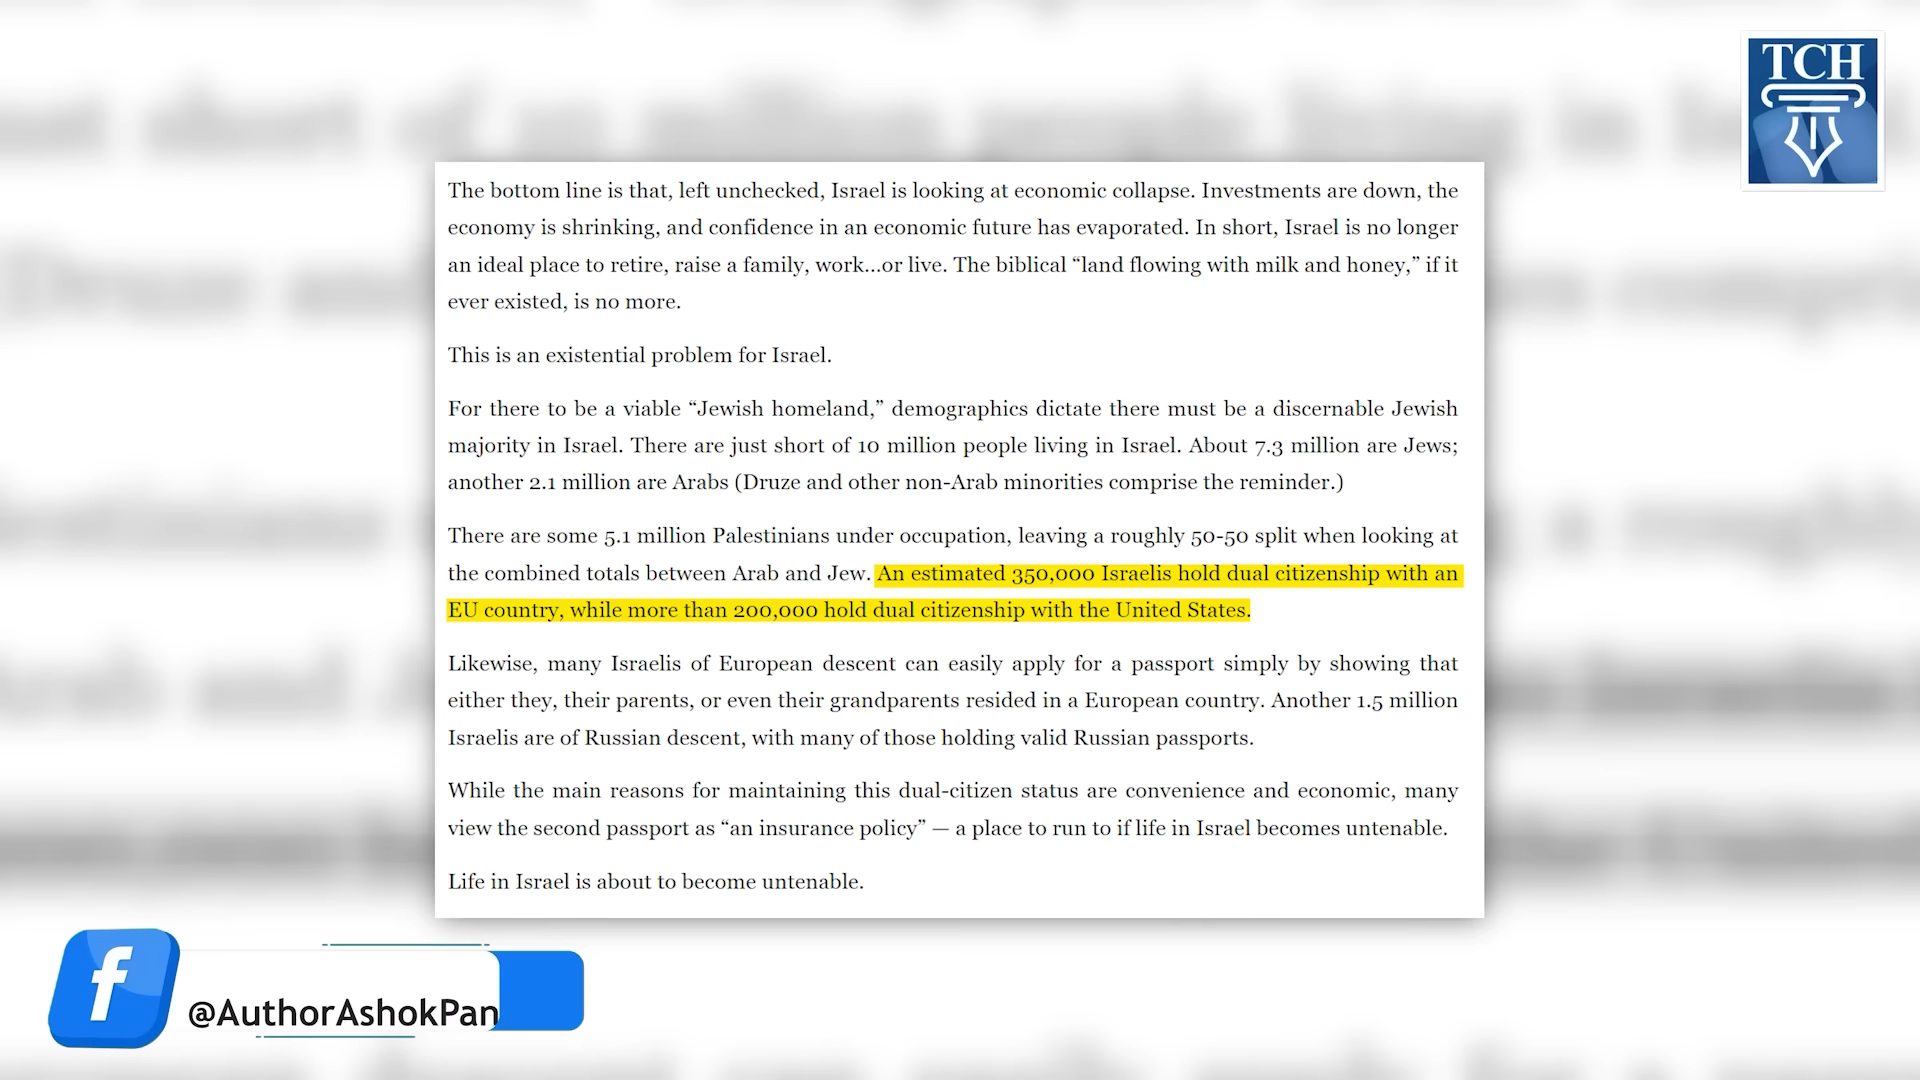 TCH
The bottom line is that, left unchecked, Israel is looking at economic collapse. Investments are down, the
economy is shrinking, and confidence in an economic future has evaporated. In short, Israel is no longer
an ideal place to retire, raise a family, work…or live. The biblical “land flowing with milk and honey,” if it
ever existed, is no more.
This is an existential problem for Israel.
For there to be a viable “Jewish homeland,” demographics dictate there must be a discernable Jewish
majority in Israel. There are just short of 10 million people living in Israel. About 7.3 million are Jews;
another 2.1 million are Arabs (Druze and other non-Arab minorities comprise the reminder.)
There are some 5.1 million Palestinians under occupation, leaving a roughly 50-50 split when looking at
the combined totals between Arab and Jew. An estimated 350,000 Israelis hold dual citizenship with an
EU country, while more than 200,000 hold dual citizenship with the United States.
Likewise, many Israelis of European descent can easily apply for a passport simply by showing that
either they, their parents, or even their grandparents resided in a European country. Another 1.5 million
Israelis are of Russian descent, with many of those holding valid Russian passports.
While the main reasons for maintaining this dual-citizen status are convenience and economic, many
view the second passport as “an insurance policy” — a place to run to if life in Israel becomes untenable.
Life in Israel is about to become untenable.
f
@AuthorAshokPan